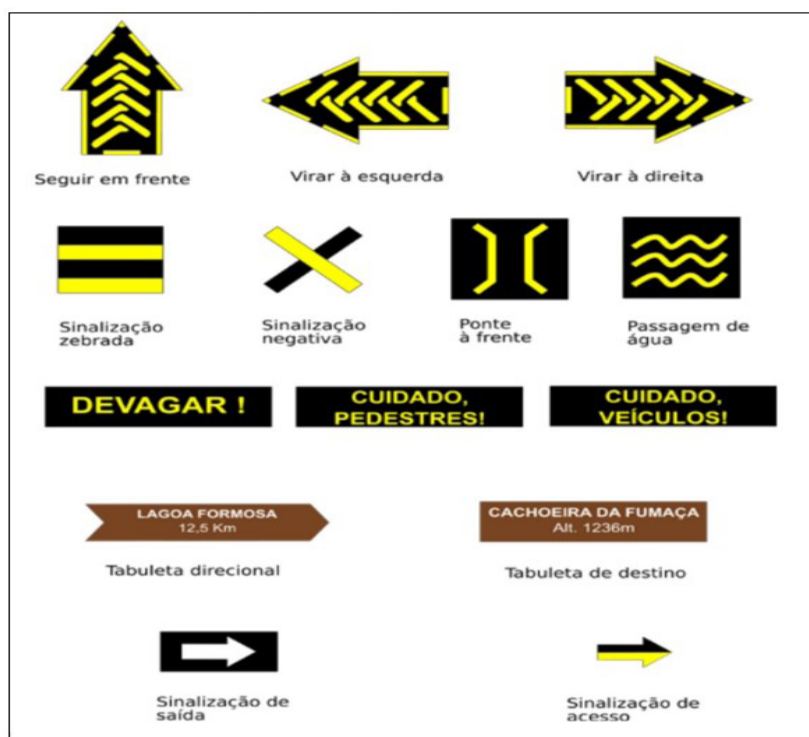 Seguir em frente
Virar à esquerda
Virar à direita
Sinalização
zebrada
Sinalização
negativa
Ponte
à frente
Passagem de
água
DEVAGAR !
CUIDADO,
PEDESTRES!
CUIDADO,
VEÍCULOS!
LAGOA FORMOSA
12,5 Km
CACHOEIRA DA FUMAÇA
Alt. 1236m
Tabuleta direcional
Tabuleta de destino
Sinalização de
saída
Sinalização de
acesso